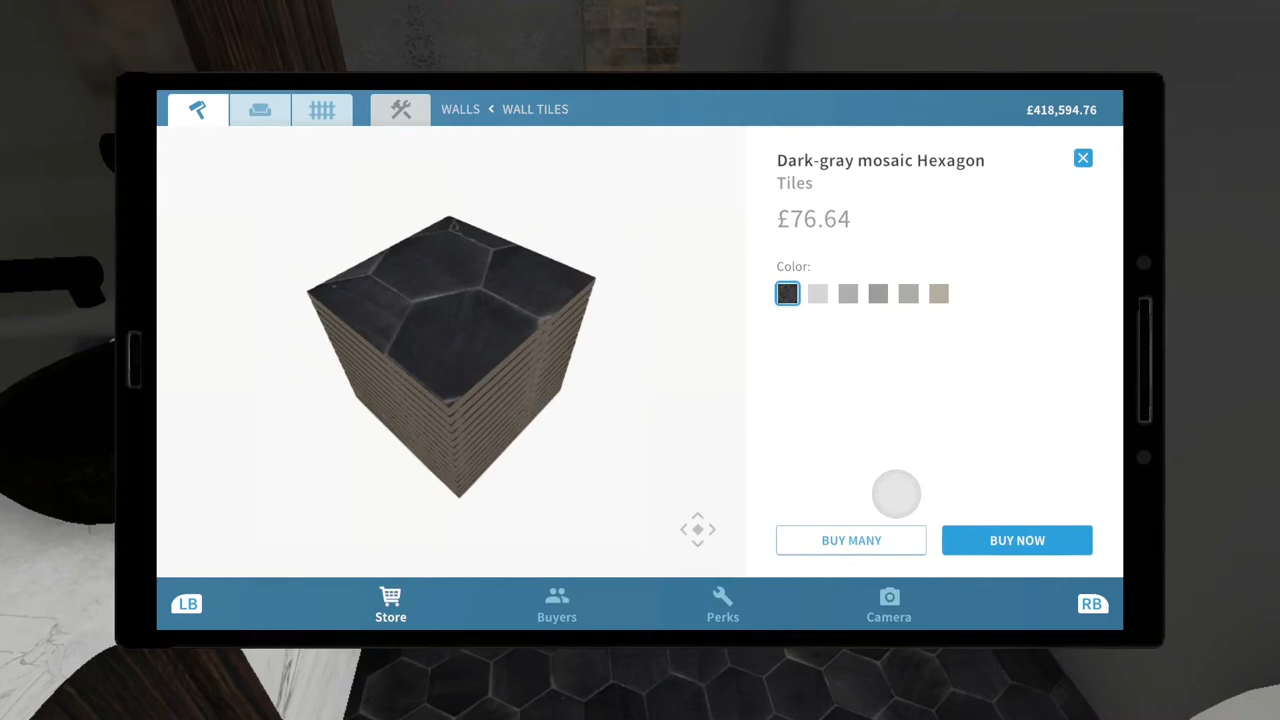 WALLS < WALL TILES
£418,594.76
Dark-gray mosaic Hexagon
Tiles
£76.64
Color:
BUY MANY
BUY NOW
LB
Store
Buyers
Perks
Camera
RB